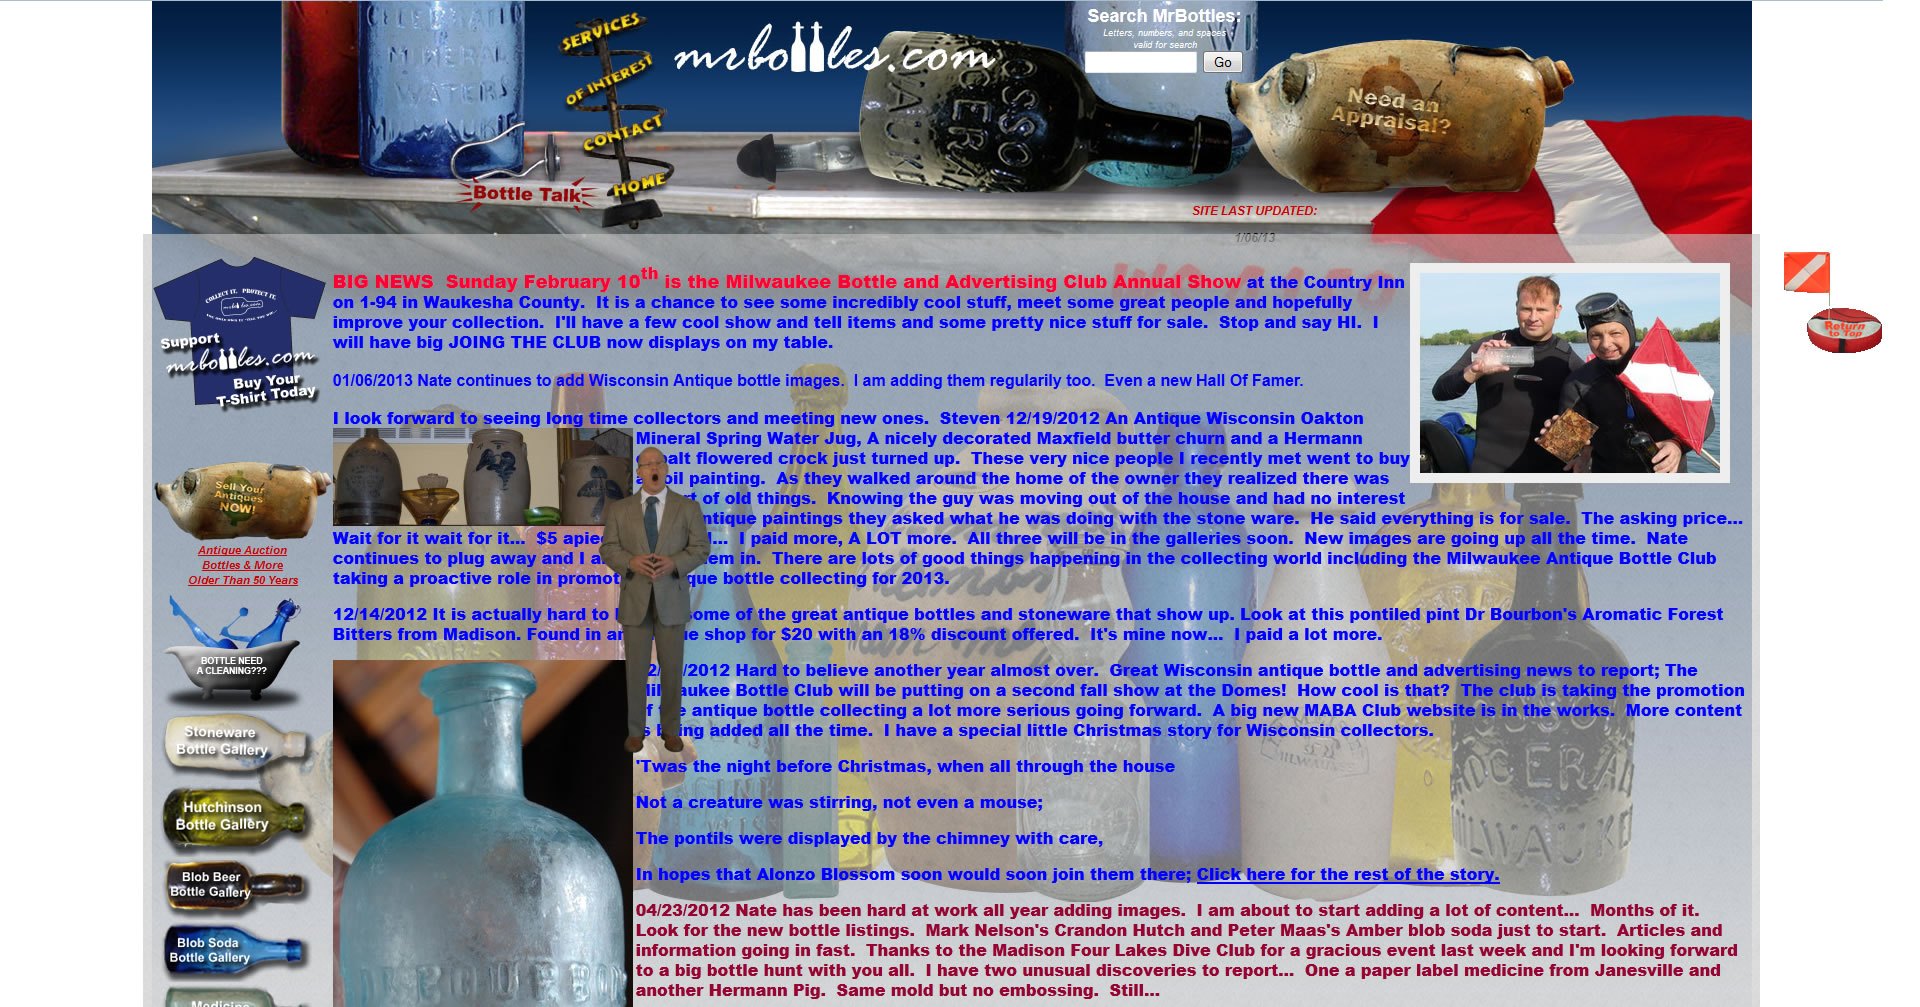 Search MrBottles:
Letters, numbers, and spaces
valid for search
Go
SERVICES
OF INTEREST
CONTACT
HOME
mrbottles.com
Bottle Talk
Need an
Appraisal?
MINERAL
WATERS
SITE LAST UPDATED:
1/06/13
COLLECT IT. PROTECT IT.
Support
mrbottles.com
Buy Your
T-Shirt Today
Sell Your
Antiques
NOW!
Antique Auction
Bottles & More
Older Than 50 Years
BOTTLE NEED
A CLEANING???
Stoneware
Bottle Gallery
Hutchinson
Bottle Gallery
Blob Beer
Bottle Gallery
Blob Soda
Bottle Gallery
Medicine
BIG NEWS  Sunday February 10th is the Milwaukee Bottle and Advertising Club Annual Show at the Country Inn
on 1-94 in Waukesha County.  It is a chance to see some incredibly cool stuff, meet some great people and hopefully
improve your collection.  I'll have a few cool show and tell items and some pretty nice stuff for sale.  Stop and say HI.  I
will have big JOING THE CLUB now displays on my table.
01/06/2013 Nate continues to add Wisconsin Antique bottle images.  I am adding them regularily too.  Even a new Hall Of Famer.
I look forward to seeing long time collectors and meeting new ones.  Steven 12/19/2012 An Antique Wisconsin Oakton
Mineral Spring Water Jug, A nicely decorated Maxfield butter churn and a Hermann
flowered crock just turned up.  These very nice people I recently met went to buy
oil painting.  As they walked around the home of the owner they realized there was
of old things.  Knowing the guy was moving out of the house and had no interest
paintings they asked what he was doing with the stone ware.  He said everything is for sale.  The asking price...
Wait for it wait for it...  $5 I paid more, A LOT more.  All three will be in the galleries soon.  New images are going up all the time.  Nate
continues to plug away and I in.  There are lots of good things happening in the collecting world including the Milwaukee Antique Bottle Club
taking a proactive role in bottle collecting for 2013.
12/14/2012 It is actually hard to some of the great antique bottles and stoneware that show up. Look at this pontiled pint Dr Bourbon's Aromatic Forest
Bitters from Madison. Found in shop for $20 with an 18% discount offered.  It's mine now...  I paid a lot more.
/2012 Hard to believe another year almost over.  Great Wisconsin antique bottle and advertising news to report; The
Bottle Club will be putting on a second fall show at the Domes!  How cool is that?  The club is taking the promotion
antique bottle collecting a lot more serious going forward.  A big new MABA Club website is in the works.  More content
being added all the time.  I have a special little Christmas story for Wisconsin collectors.
'Twas the night before Christmas, when all through the house
Not a creature was stirring, not even a mouse;
The pontils were displayed by the chimney with care,
In hopes that Alonzo Blossom soon would soon join them there; Click here for the rest of the story.
04/23/2012 Nate has been hard at work all year adding images.  I am about to start adding a lot of content...  Months of it.
Look for the new bottle listings.  Mark Nelson's Crandon Hutch and Peter Maas's Amber blob soda just to start.  Articles and
information going in fast.  Thanks to the Madison Four Lakes Dive Club for a gracious event last week and I'm looking forward
to a big bottle hunt with you all.  I have two unusual discoveries to report...  One a paper label medicine from Janesville and
another Hermann Pig.  Same mold but no embossing.  Still...
Return
to Top